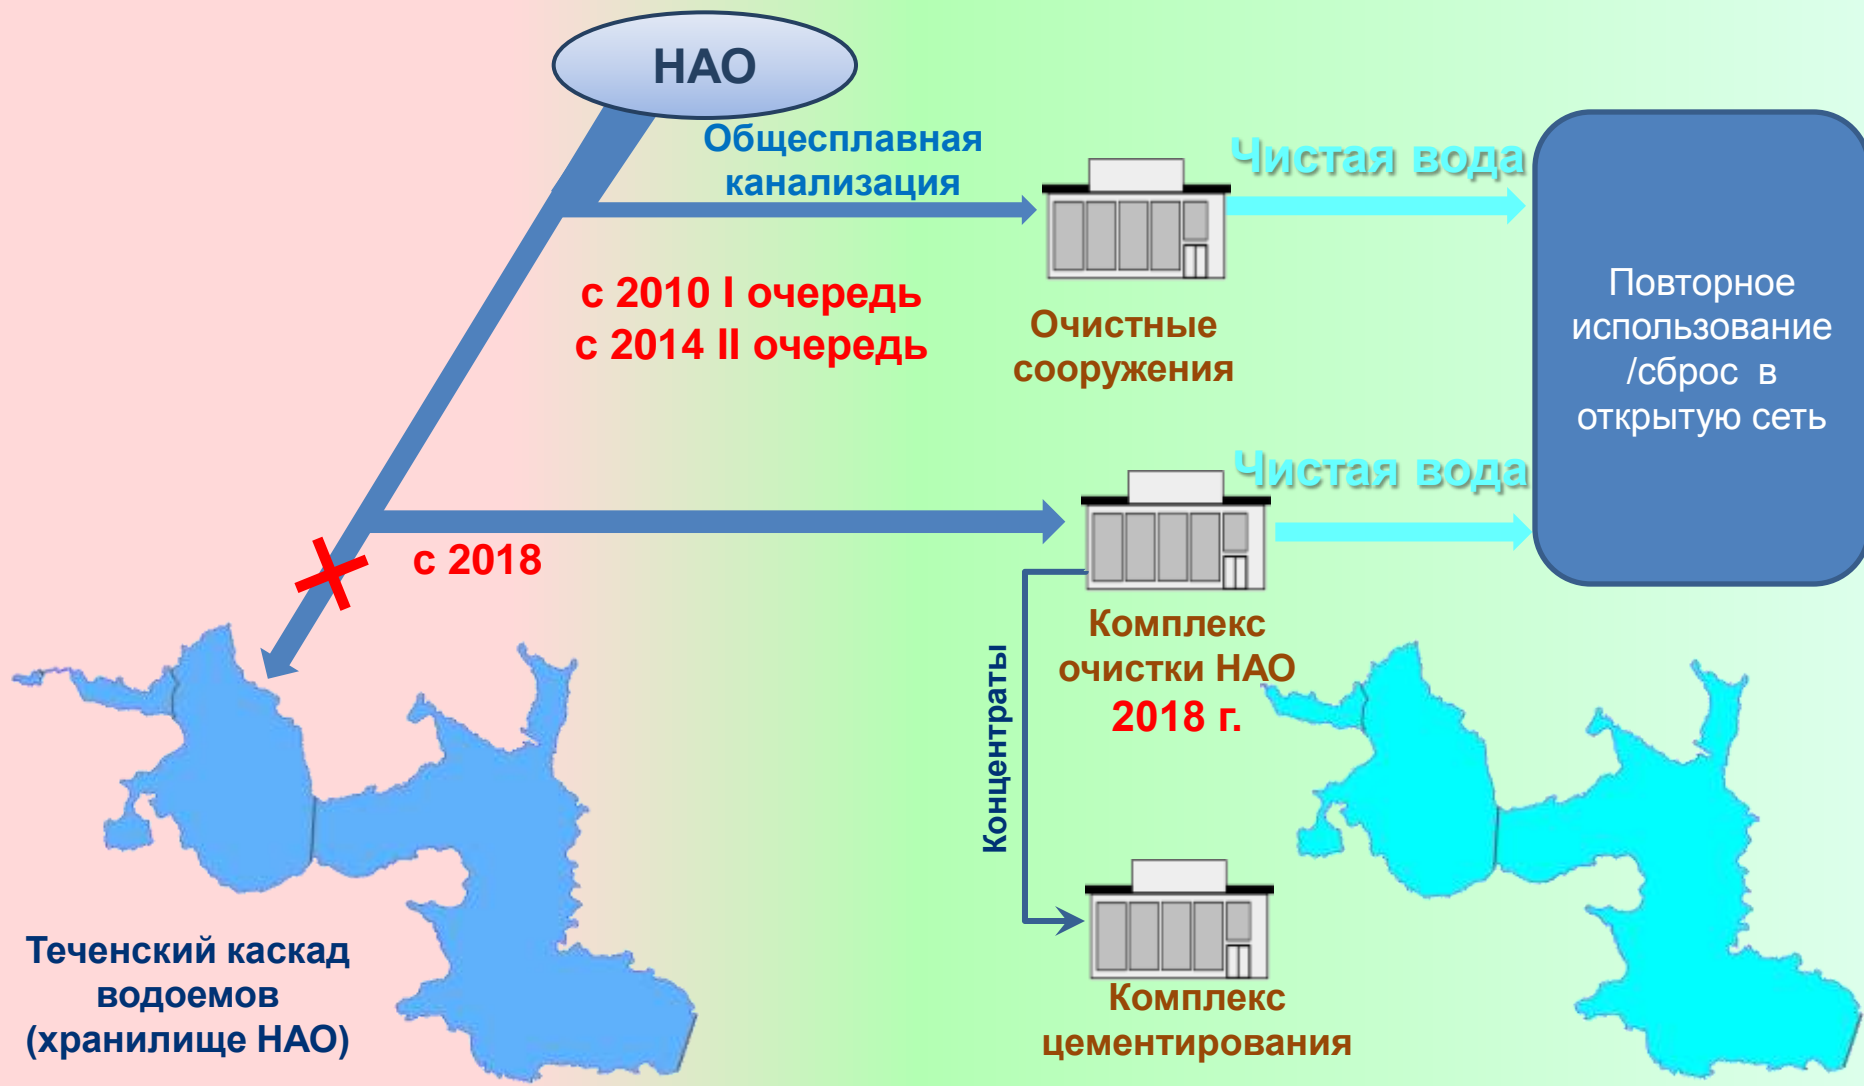 НАО
Общесплавная
канализация
Чистая вода
с 2010 I очередь
с 2014 II очередь
Очистные
сооружения
Повторное
использование
/сброс в
открытую сеть
Чистая вода
с 2018
Комплекс
очистки НАО
2018 г.
Концентраты
Теченский каскад
водоемов
(хранилище НАО)
Комплекс
цементирования